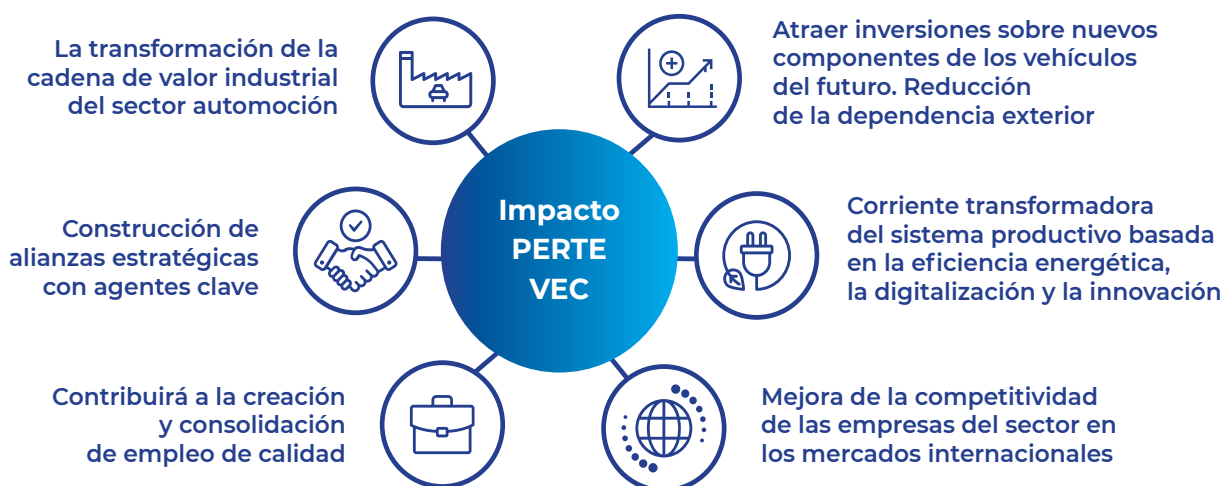 La transformación de la
cadena de valor industrial
del sector automoción
Atraer inversiones sobre nuevos
componentes de los vehículos
del futuro. Reducción
de la dependencia exterior
Impacto
PERTE
VEC
Construcción de
alianzas estratégicas
con agentes clave
Corriente transformadora
del sistema productivo basada
en la eficiencia energética,
la digitalización y la innovación
Contribuirá a la creación
y consolidación
de empleo de calidad
Mejora de la competitividad
de las empresas del sector en
los mercados internacionales